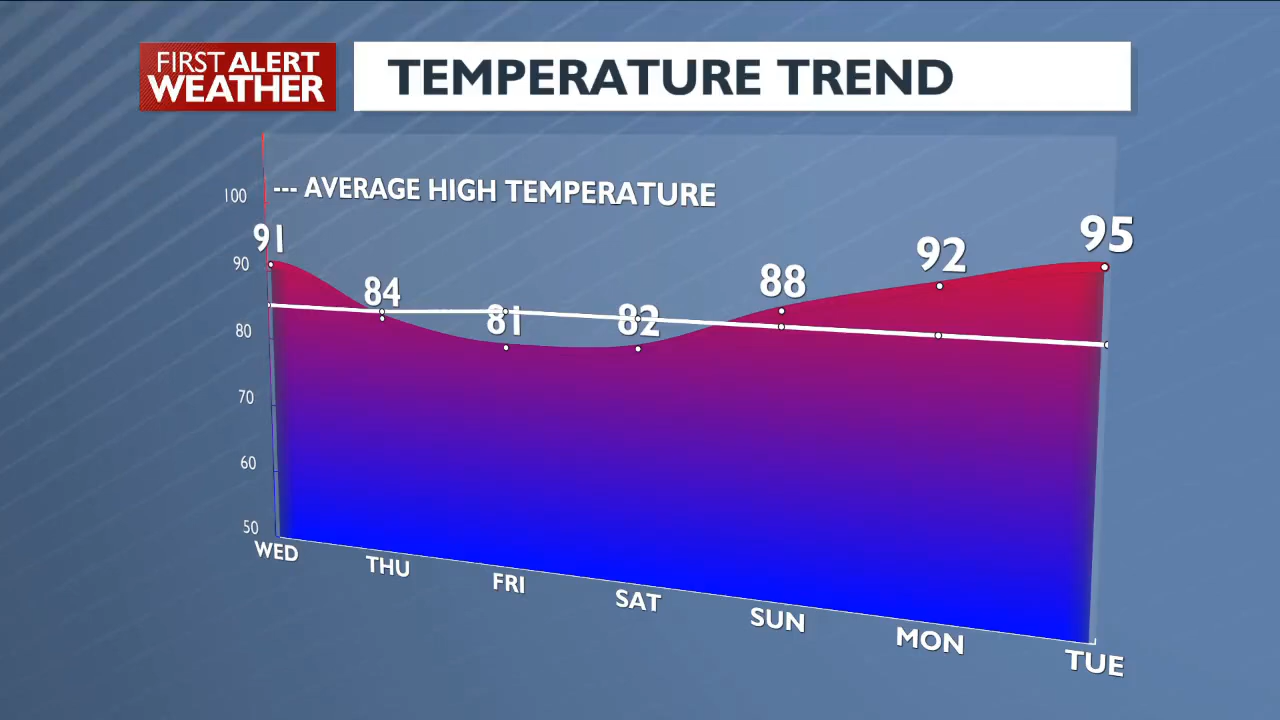 FIRST ALERT
WEATHER
TEMPERATURE TREND
--- AVERAGE HIGH TEMPERATURE
100
90
80
70
60
50
91
84
81
82
88
92
95
WED
THU
FRI
SAT
SUN
MON
TUE